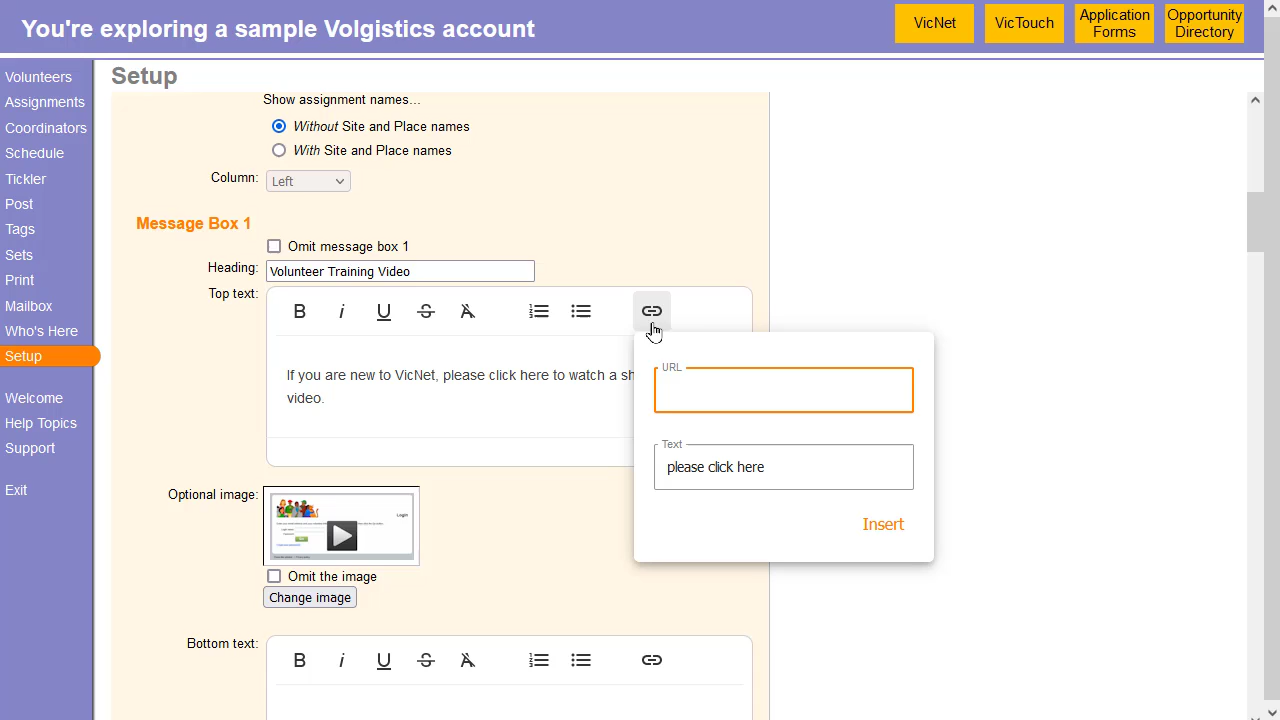 You're exploring a sample Volgistics account
VicNet
VicTouch
Application
Forms
Opportunity
Directory
Volunteers
Assignments
Coordinators
Schedule
Tickler
Post
Tags
Sets
Print
Mailbox
Who's Here
Setup
Welcome
Help Topics
Support
Exit
Setup
Show assignment names...
Without Site and Place names
With Site and Place names
Column: Left
Message Box 1
Omit message box 1
Heading: Volunteer Training Video
Top text:
B i U S A
If you are new to VicNet, please click here to watch a sh
video.
URL
Text
please click here
Insert
Optional image:
Login
Omit the image
Change image
Bottom text:
B i U S A